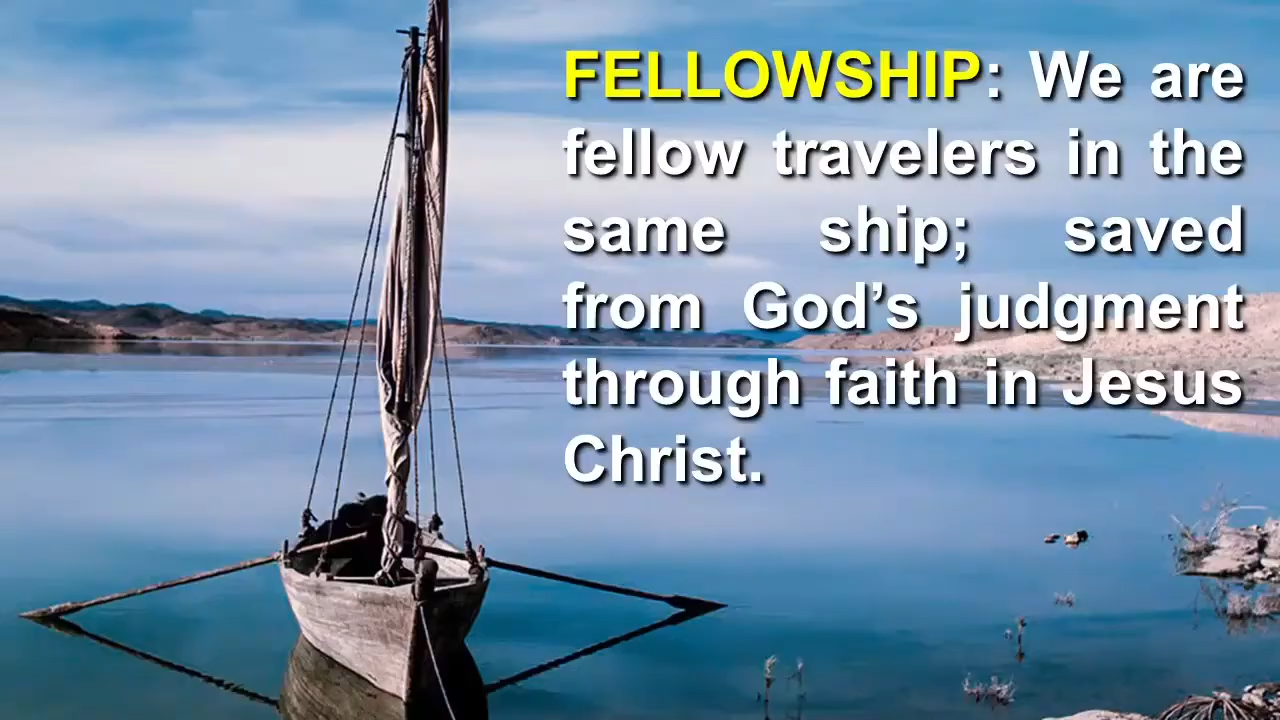 FELLOWSHIP: We are
fellow travelers in the
same ship; saved
from God’s judgment
through faith in Jesus
Christ.